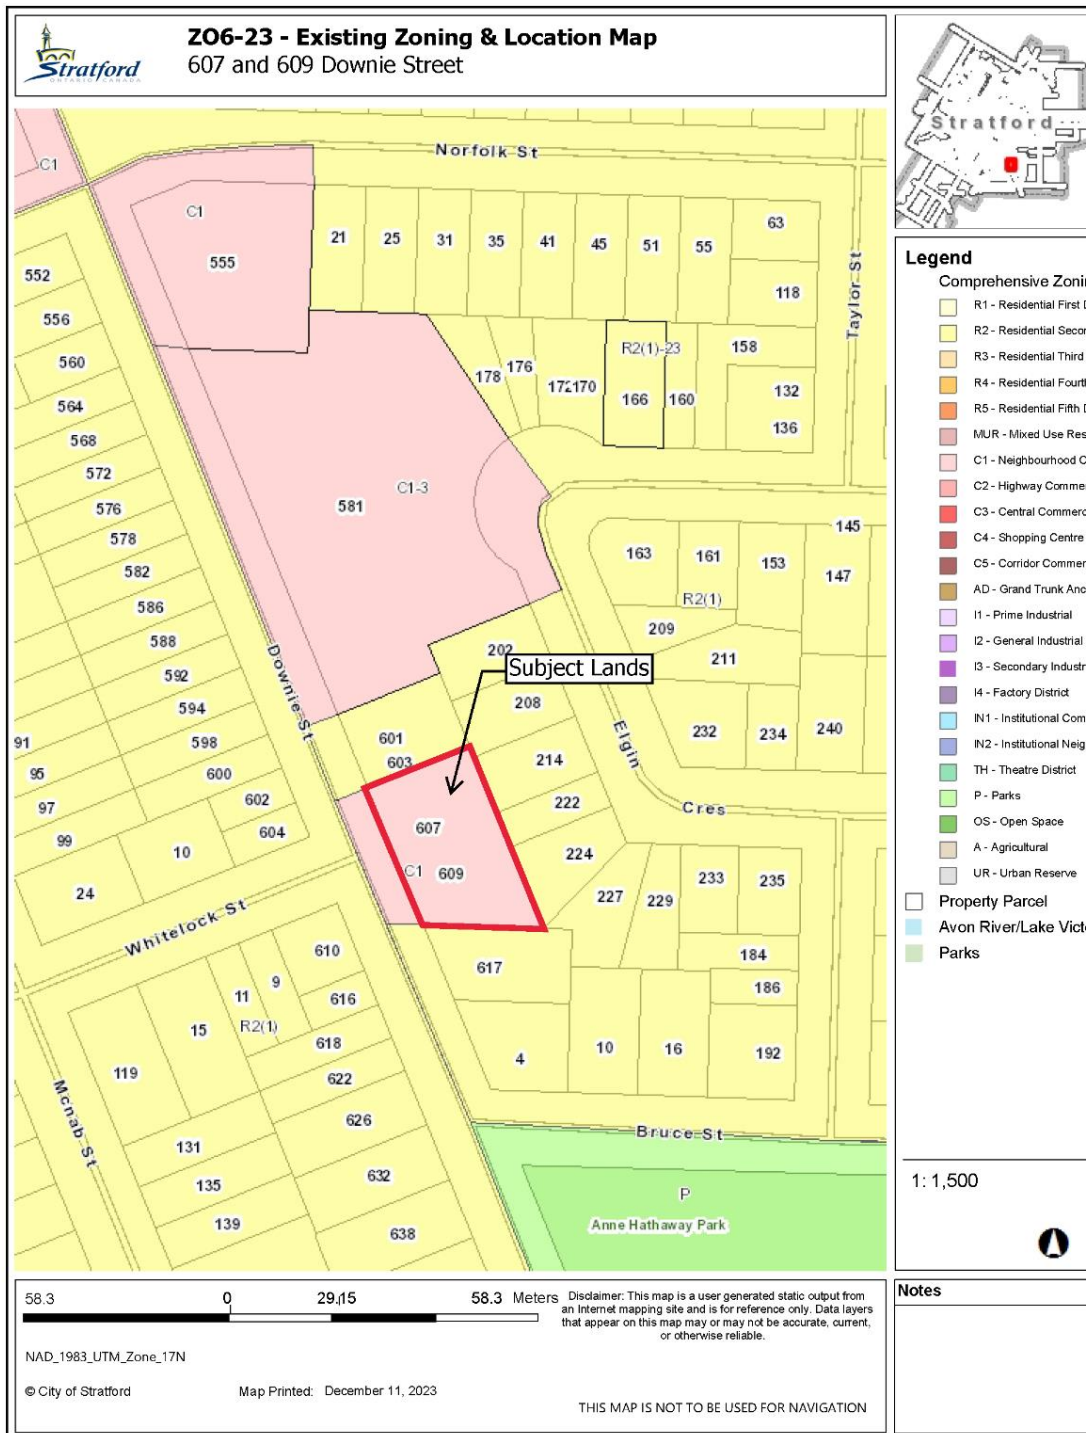 Stratford
ONTARIO CANADA
ZO6-23 - Existing Zoning & Location Map
607 and 609 Downie Street
Stratford
C1
Norfolk St
C1
555
21
25
31
35
41
45
51
55
63
118
Taylor St
552
556
560
564
568
572
576
578
582
586
588
592
594
598
600
602
604
178
176
172
170
R2(1)-23
166
160
158
132
136
C1-3
581
145
163
161
153
147
R2(1)
209
211
202
Subject Lands
208
Downie St
Elgin
232
234
240
601
603
214
91
95
97
99
10
24
222
Cres
607
C1
609
224
227
229
233
235
Whitelock St
617
184
186
610
9
11
616
15
R2(1)
618
119
622
4
10
16
192
Mcnab St
626
131
632
135
139
638
Bruce St
P
Anne Hathaway Park
Legend
Comprehensive Zoni
R1 - Residential First
R2 - Residential Seco
R3 - Residential Third
R4 - Residential Fourt
R5 - Residential Fifth
MUR - Mixed Use Res
C1 - Neighbourhood C
C2 - Highway Comme
C3 - Central Commerc
C4 - Shopping Centre
C5 - Corridor Commer
AD - Grand Trunk Anc
I1 - Prime Industrial
I2 - General Industrial
I3 - Secondary Industr
I4 - Factory District
IN1 - Institutional Com
IN2 - Institutional Neig
TH - Theatre District
P - Parks
OS - Open Space
A - Agricultural
UR - Urban Reserve
Property Parcel
Avon River/Lake Vict
Parks
1: 1,500
58.3 0 29.15 58.3 Meters
Disclaimer: This map is a user generated static output from
an Internet mapping site and is for reference only. Data layers
that appear on this map may or may not be accurate, current,
or otherwise reliable.
NAD_1983_UTM_Zone_17N
© City of Stratford
Map Printed: December 11, 2023
THIS MAP IS NOT TO BE USED FOR NAVIGATION
Notes